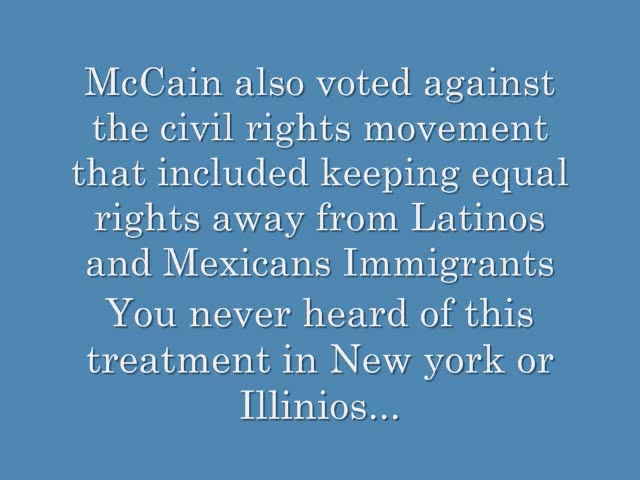 McCain also voted against
the civil rights movement
that included keeping equal
rights away from Latinos
and Mexicans Immigrants
You never heard of this
treatment in New york or
Illinios...